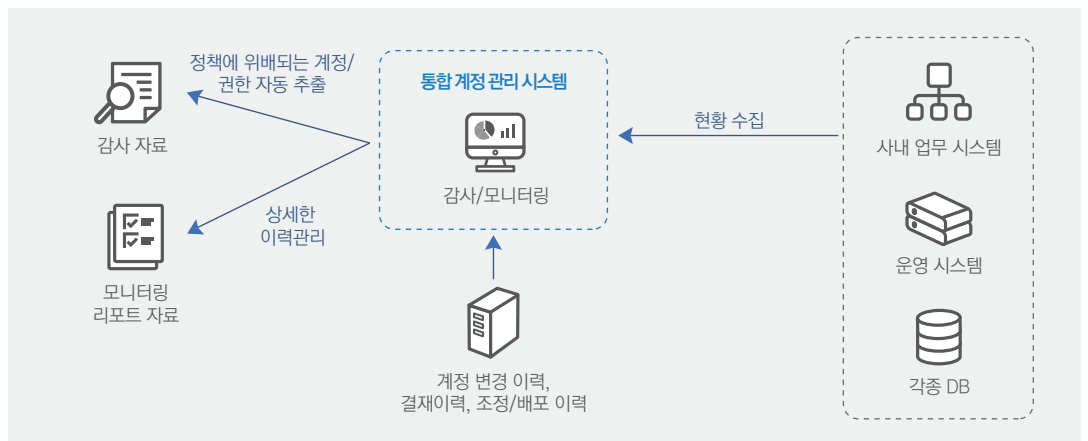 정책에 위배되는 계정/
권한 자동 추출
감사 자료
상세한
이력관리
모니터링
리포트 자료
통합 계정 관리 시스템
감사/모니터링
계정 변경 이력,
결재이력, 조정/배포 이력
현황 수집
사내 업무 시스템
운영 시스템
각종 DB